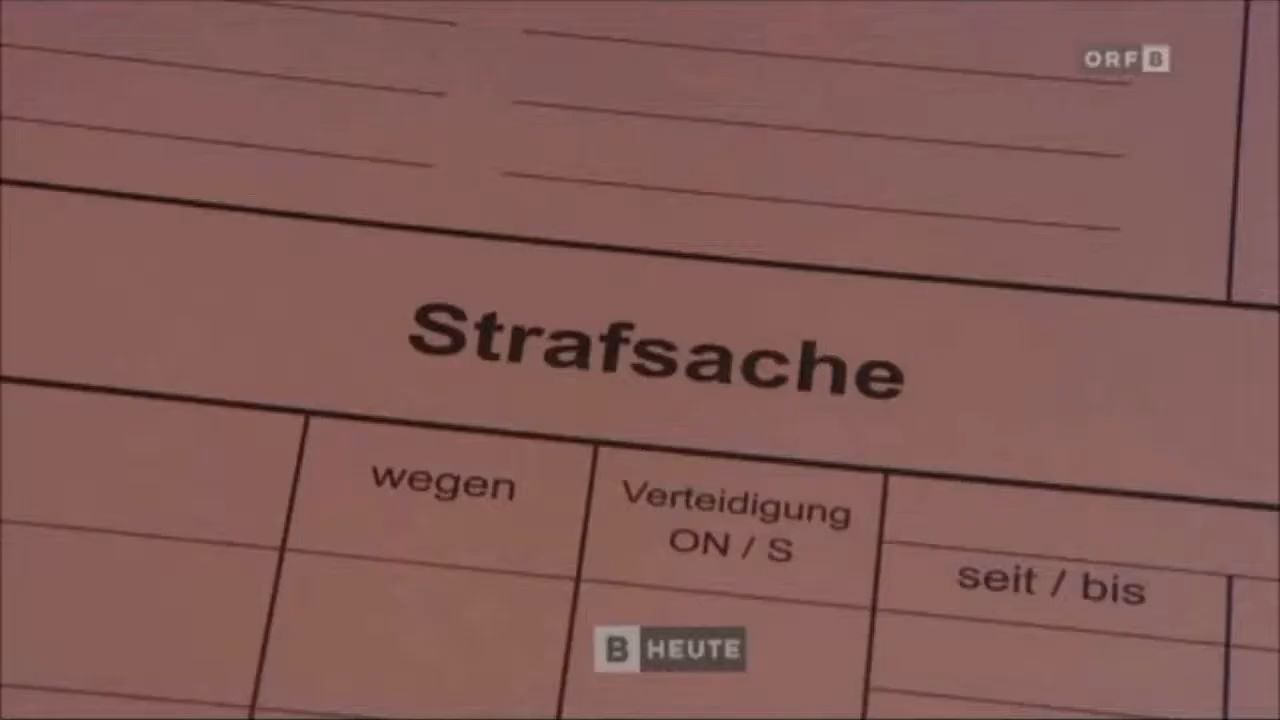 ORF B
Strafsache
wegen
Verteidigung
ON / S
seit / bis
B HEUTE